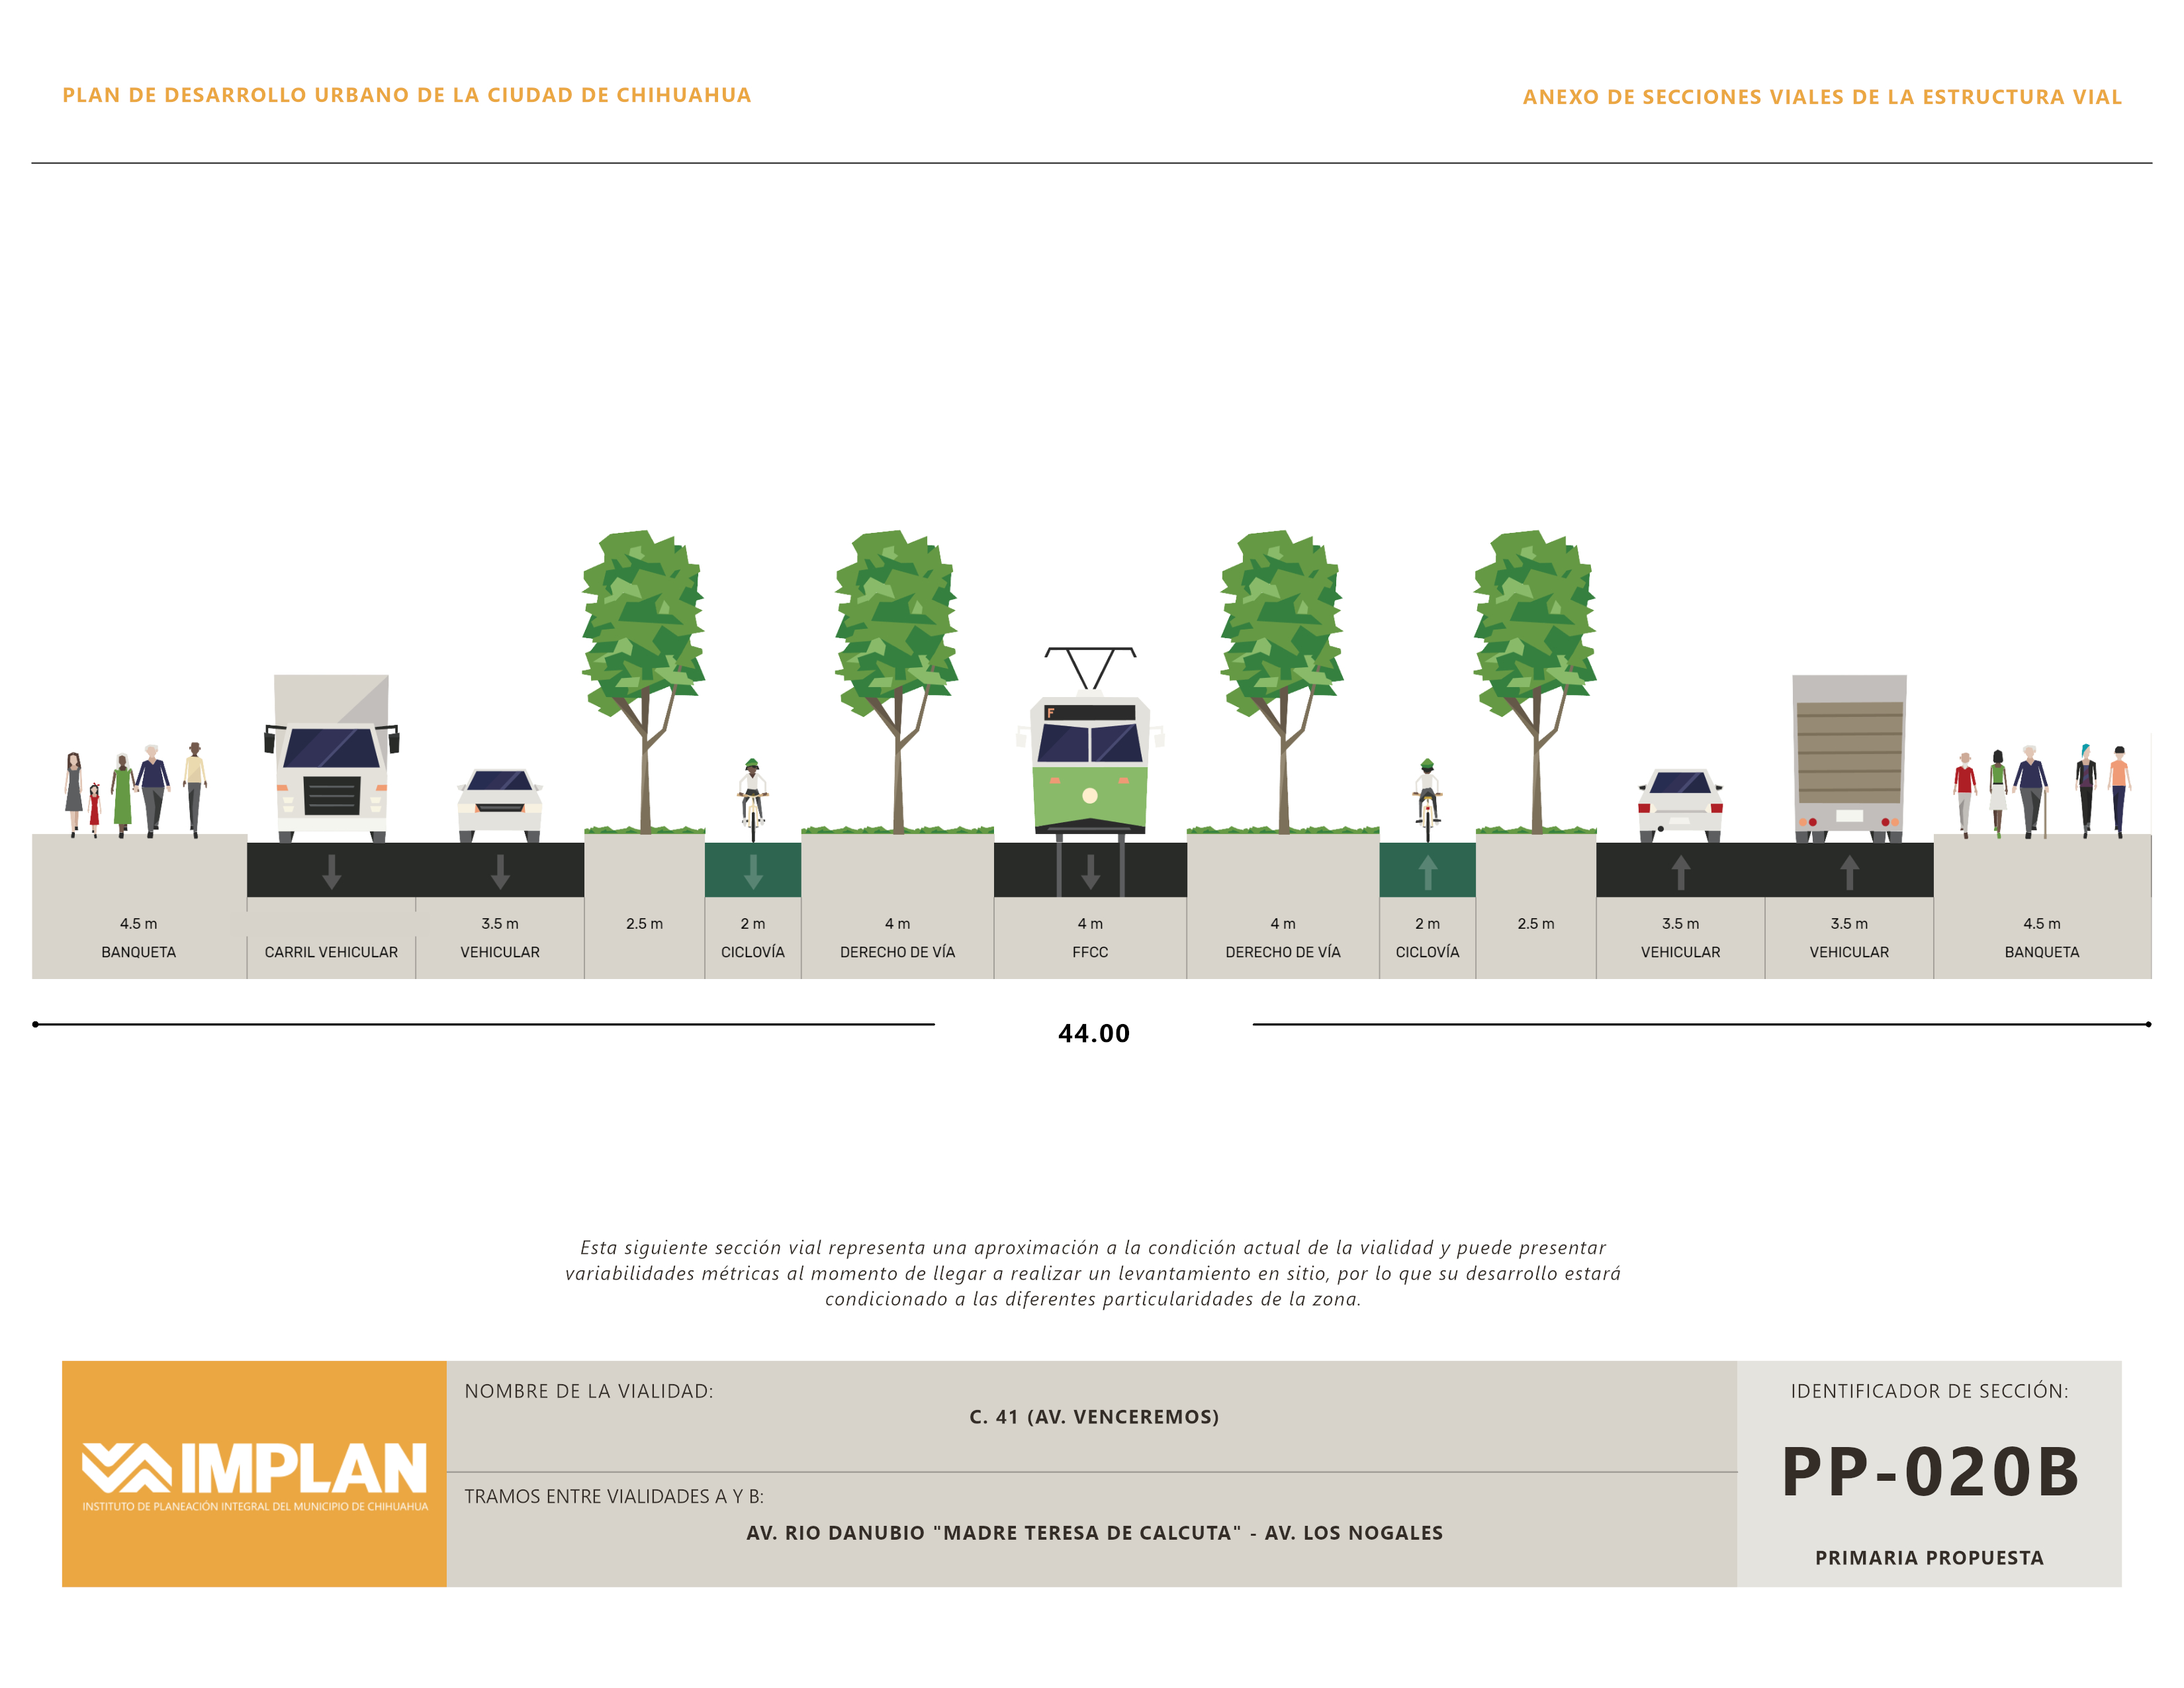 PLAN DE DESARROLLO URBANO DE LA CIUDAD DE CHIHUAHUA
ANEXO DE SECCIONES VIALES DE LA ESTRUCTURA VIAL
F
4.5 m 3.5 m 2.5 m 2 m 4 m 4 m 4 m 2 m 2.5 m 3.5 m 3.5 m 4.5 m
BANQUETA CARRIL VEHICULAR VEHICULAR CICLOVÍA DERECHO DE VÍA FFCC DERECHO DE VÍA CICLOVÍA VEHICULAR VEHICULAR BANQUETA
44.00
Esta siguiente sección vial representa una aproximación a la condición actual de la vialidad y puede presentar
variabilidades métricas al momento de llegar a realizar un levantamiento en sitio, por lo que su desarrollo estará
condicionado a las diferentes particularidades de la zona.
IMPLAN
INSTITUTO DE PLANEACIÓN INTEGRAL DEL MUNICIPIO DE CHIHUAHUA
NOMBRE DE LA VIALIDAD:
C. 41 (AV. VENCEREMOS)
TRAMOS ENTRE VIALIDADES A Y B:
AV. RIO DANUBIO "MADRE TERESA DE CALCUTA" - AV. LOS NOGALES
IDENTIFICADOR DE SECCIÓN:
PP-020B
PRIMARIA PROPUESTA